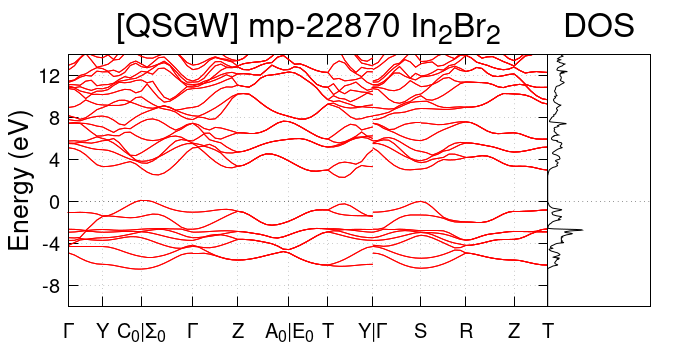 [QSGW] mp-22870 In₂Br₂ DOS
Energy (eV)
12
8
4
0
-4
-8
Γ Y C₀|Σ₀ Γ Z A₀|E₀ T Y|Γ S R Z T